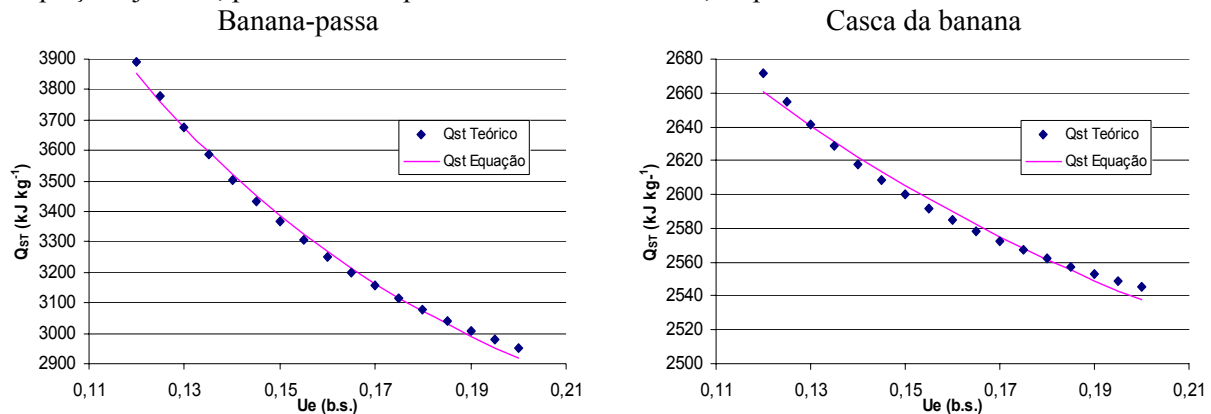 Banana-passa
3900
3800
3700
3600
3500
3400
3300
3200
3100
3000
2900
Q_ST (kJ kg⁻¹)
Qst Teórico
Qst Equação
0,11 0,13 0,15 0,17 0,19 0,21
Ue (b.s.)
Casca da banana
2680
2660
2640
2620
2600
2580
2560
2540
2520
2500
Q_ST (kJ kg-¹)
Qst Teórico
Qst Equação
0,11 0,13 0,15 0,17 0,19 0,21
Ue (b.s.)